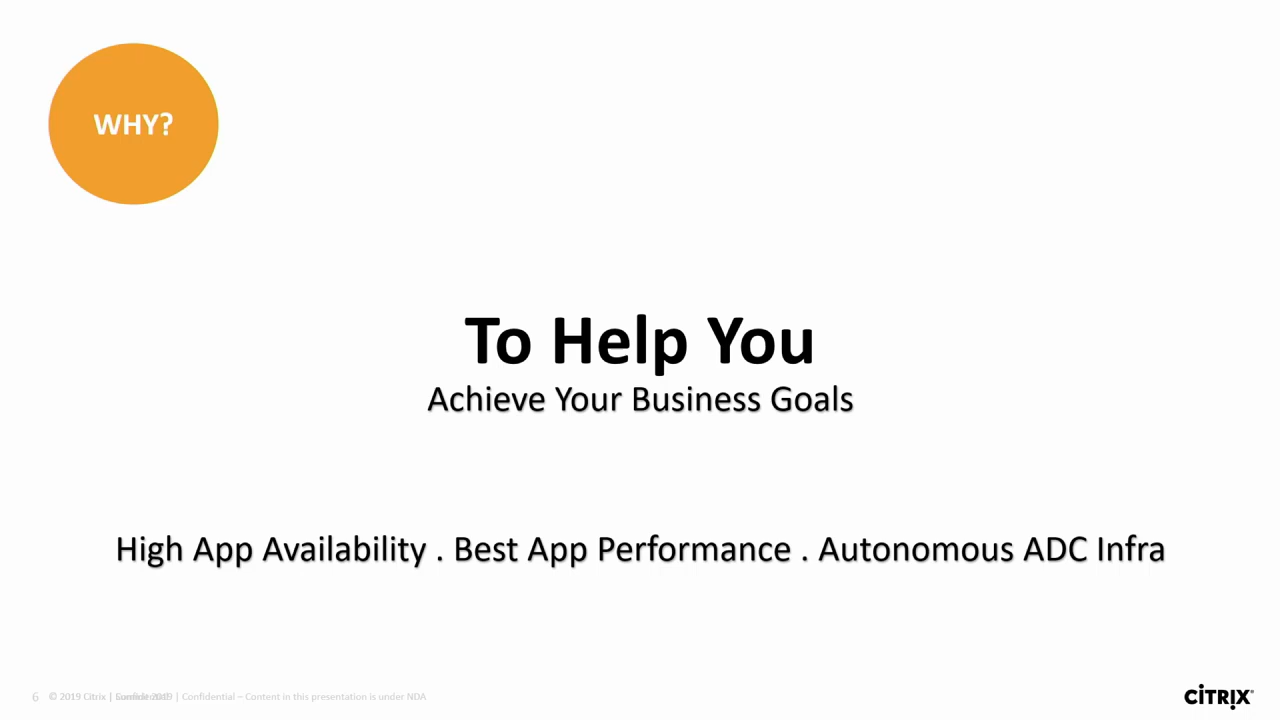 WHY?
To Help You
Achieve Your Business Goals
High App Availability . Best App Performance . Autonomous ADC Infra
6 © 2019 Citrix | 2019 | Confidential – Content in this presentation is under NDA
CITRIX®